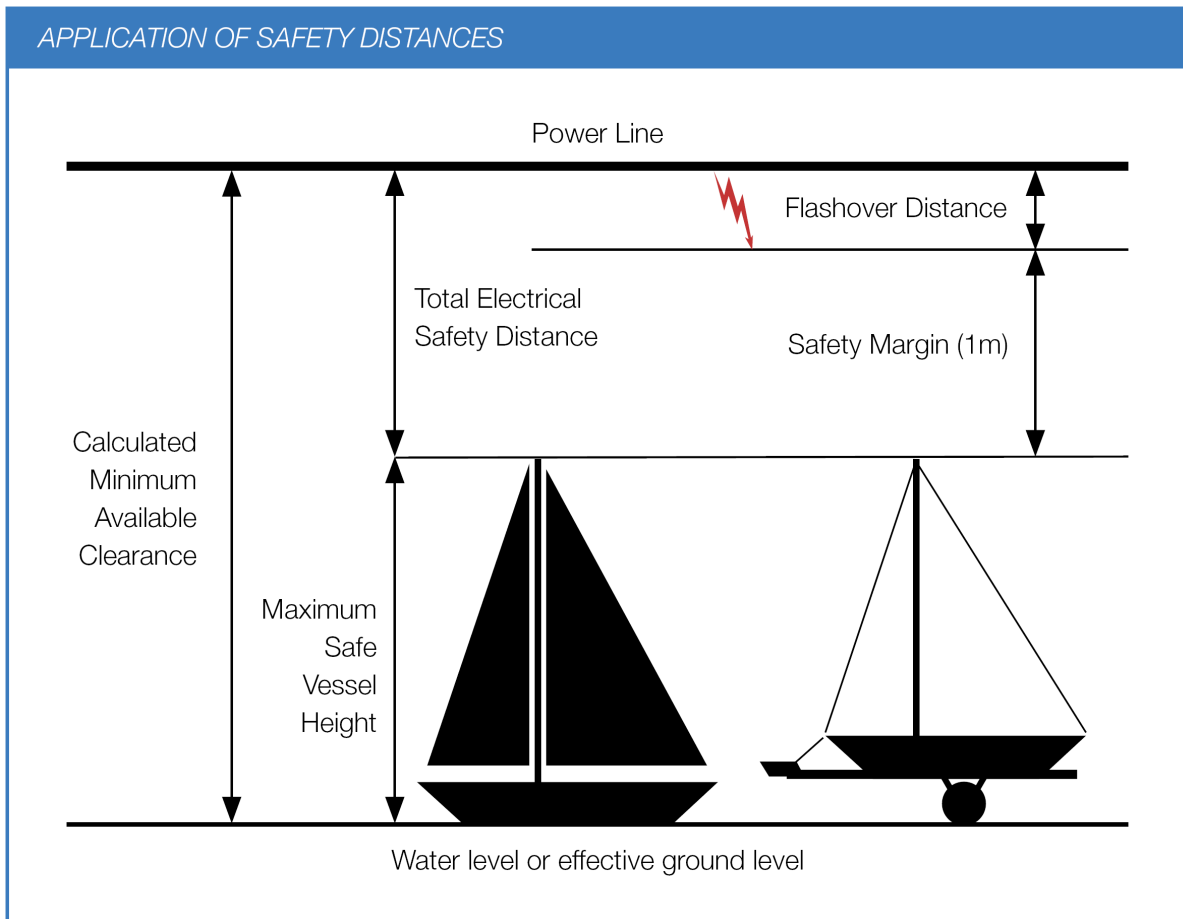 APPLICATION OF SAFETY DISTANCES
Power Line
Flashover Distance
Total Electrical
Safety Distance
Safety Margin (1m)
Calculated
Minimum
Available
Clearance
Maximum
Safe
Vessel
Height
Water level or effective ground level